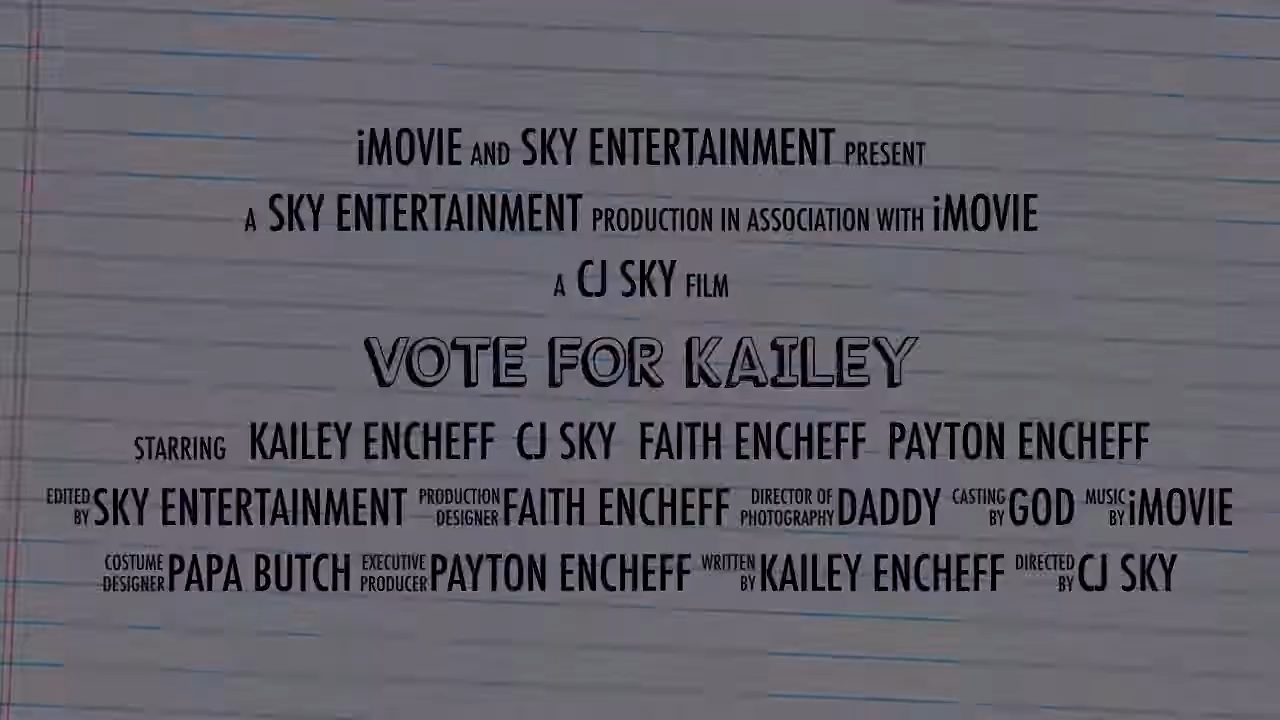 iMOVIE AND SKY ENTERTAINMENT PRESENT
A SKY ENTERTAINMENT PRODUCTION IN ASSOCIATION WITH iMOVIE
A CJ SKY FILM
VOTE FOR KAILEY
STARRING KAILEY ENCHEFF CJ SKY FAITH ENCHEFF PAYTON ENCHEFF
EDITED BY SKY ENTERTAINMENT PRODUCTION DESIGNER FAITH ENCHEFF DIRECTOR OF PHOTOGRAPHY DADDY CASTING BY GOD MUSIC BY iMOVIE
COSTUME DESIGNER PAPA BUTCH EXECUTIVE PRODUCER PAYTON ENCHEFF WRITTEN BY KAILEY ENCHEFF DIRECTED BY CJ SKY